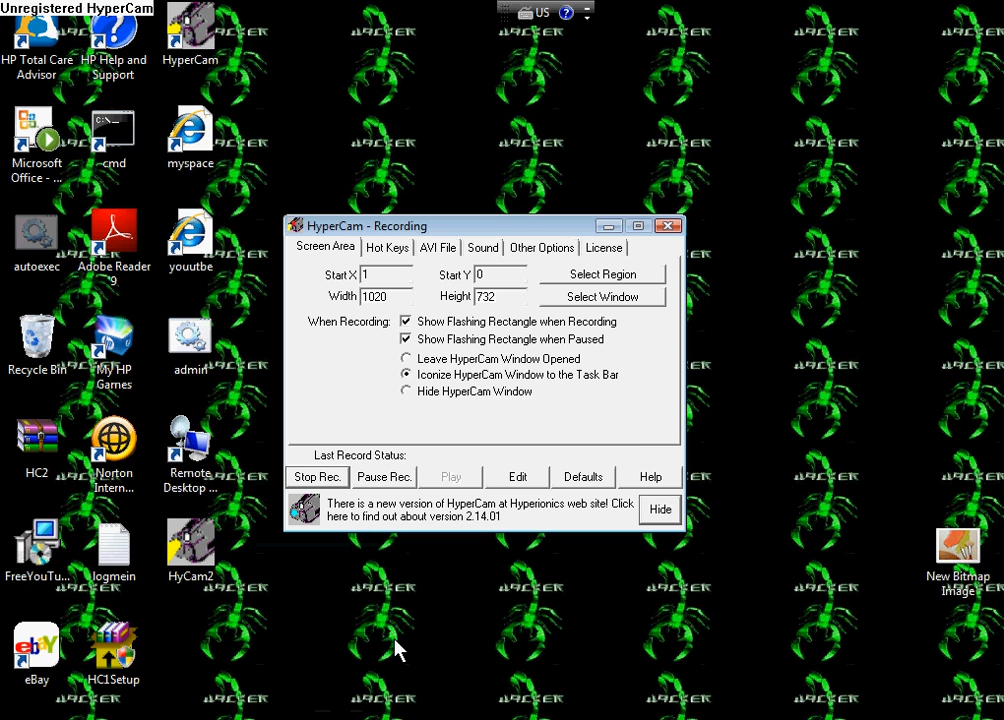 Unregistered HyperCam
US
HP Total Care
Advisor
HP Help and
Support
HyperCam
Microsoft
Office - ...
cmd
C:\_
myspace
autoexec
Adobe Reader
9
youutbe
Recycle Bin
My HP
Games
admin
HC2
Norton
Intern...
Remote
Desktop ...
FreeYouTu...
logmein
HyCam2
ebay
eBay
HC1Setup
HyperCam - Recording
Screen Area
Hot Keys
AVI File
Sound
Other Options
License
Start X 1
Start Y 0
Select Region
Width 1020
Height 732
Select Window
When Recording:
Show Flashing Rectangle when Recording
Show Flashing Rectangle when Paused
Leave HyperCam Window Opened
Iconize HyperCam Window to the Task Bar
Hide HyperCam Window
Last Record Status:
Stop Rec.
Pause Rec.
Play
Edit
Defaults
Help
There is a new version of HyperCam at Hyperionics web site! Click
here to find out about version 2.14.01
Hide
New Bitmap
Image